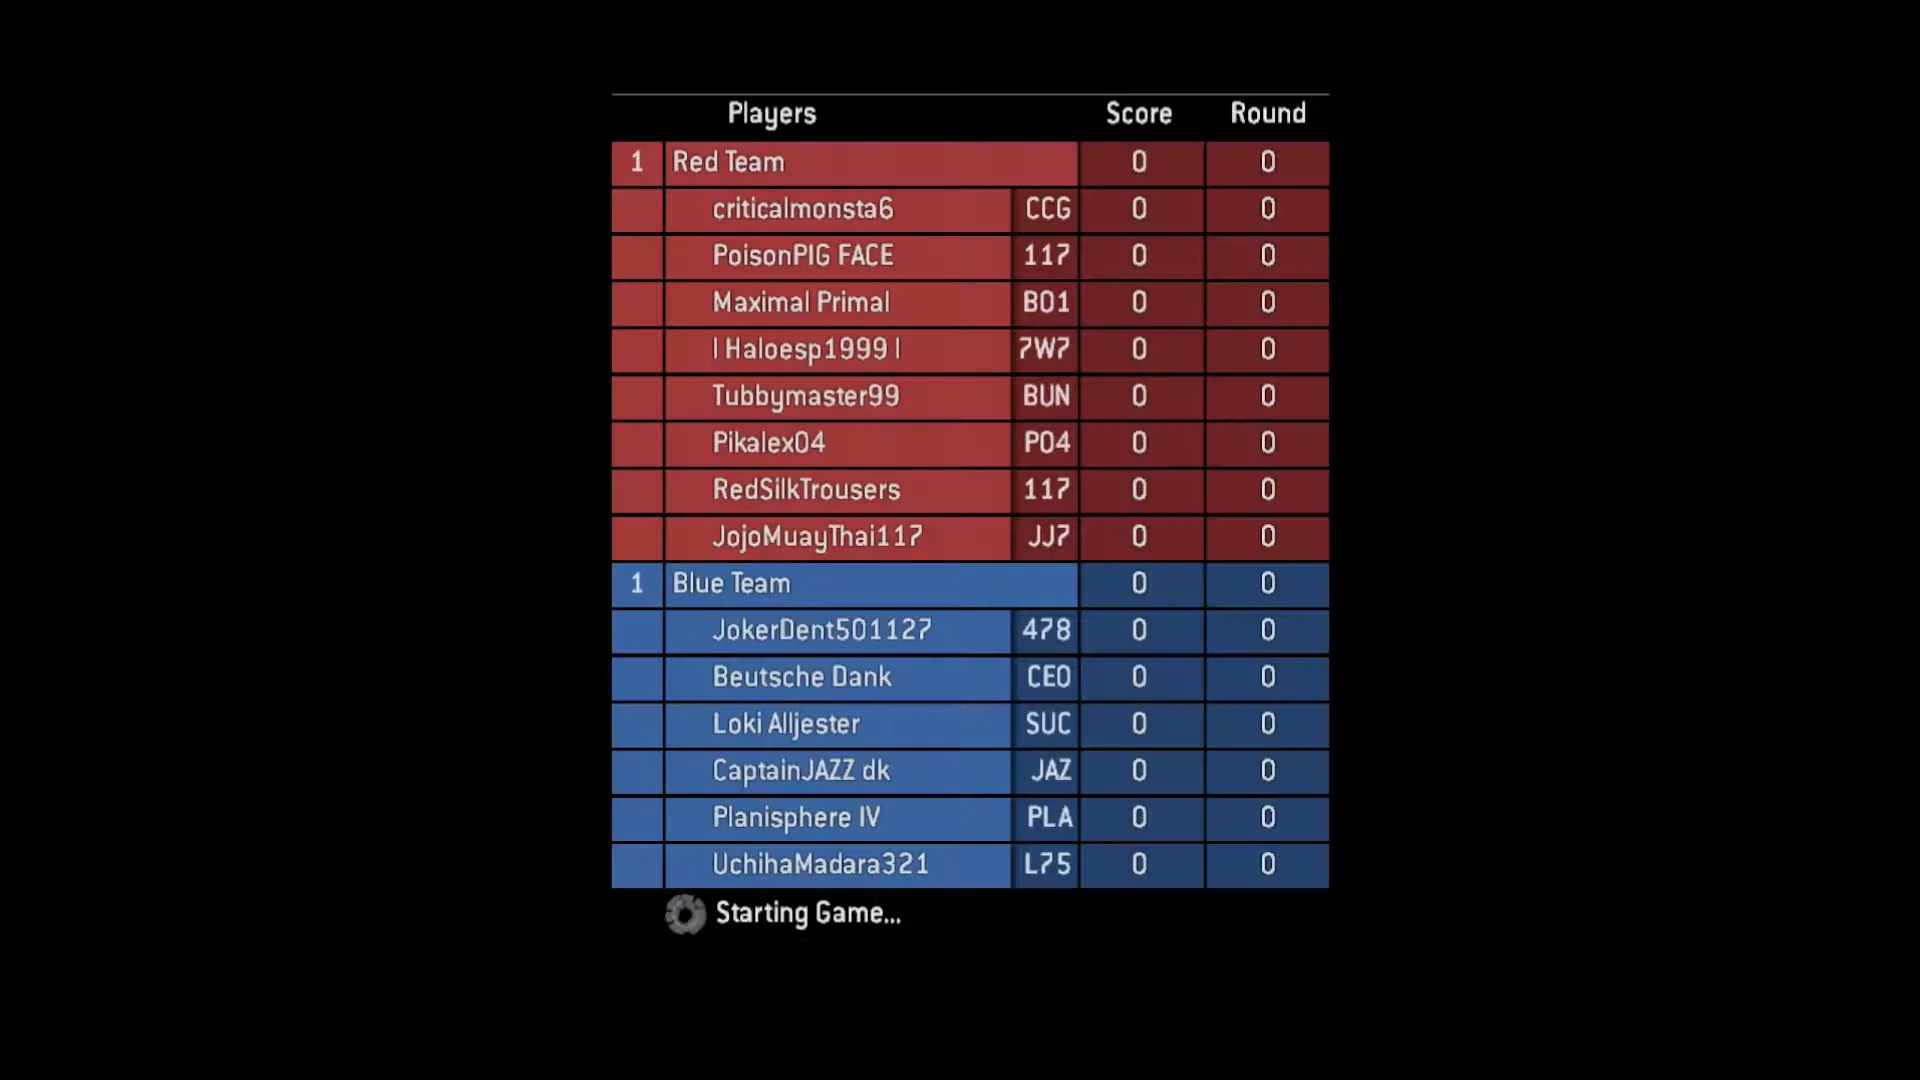 Players Score Round
1 Red Team 0 0
criticalmonsta6 CCG 0 0
PoisonPIG FACE 117 0 0
Maximal Primal B01 0 0
l Haloesp1999 l 7W7 0 0
Tubbymaster99 BUN 0 0
Pikalex04 P04 0 0
RedSilkTrousers 117 0 0
JojoMuayThai117 JJ7 0 0
1 Blue Team 0 0
JokerDent501127 478 0 0
Beutsche Dank CEO 0 0
Loki Alljester SUC 0 0
CaptainJAZZ dk JAZ 0 0
Planisphere IV PLA 0 0
UchihaMadara321 L75 0 0
Starting Game...